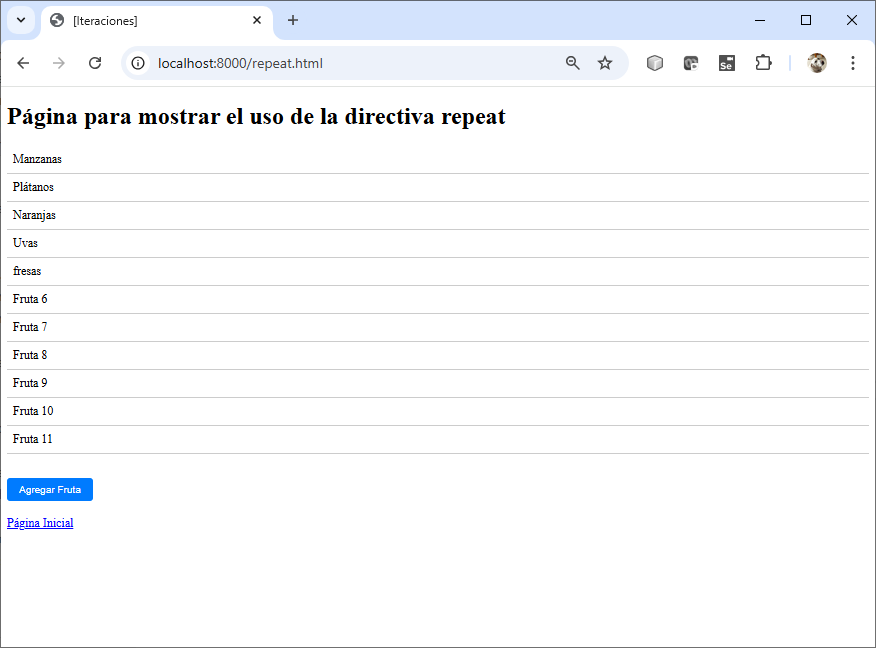 [Iteraciones]
localhost:8000/repeat.html
Se
Página para mostrar el uso de la directiva repeat
Manzanas
Plátanos
Naranjas
Uvas
fresas
Fruta 6
Fruta 7
Fruta 8
Fruta 9
Fruta 10
Fruta 11
Agregar Fruta
Página Inicial